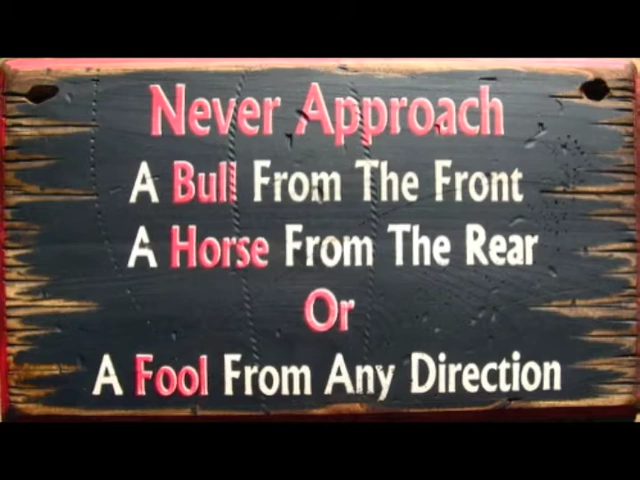 Never Approach
A Bull From The Front
A Horse From The Rear
Or
A Fool From Any Direction